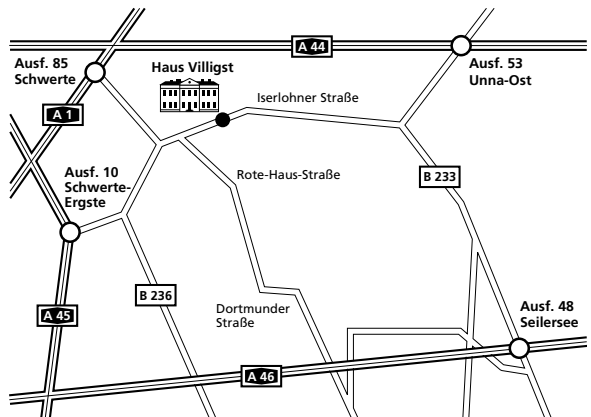 A 44
Ausf. 85
Schwerte
Haus Villigst
Ausf. 53
Unna-Ost
Iserlohner Straße
A 1
Ausf. 10
Schwerte-
Ergste
Rote-Haus-Straße
B 233
B 236
Dortmunder
Straße
A 45
Ausf. 48
Seilersee
A 46